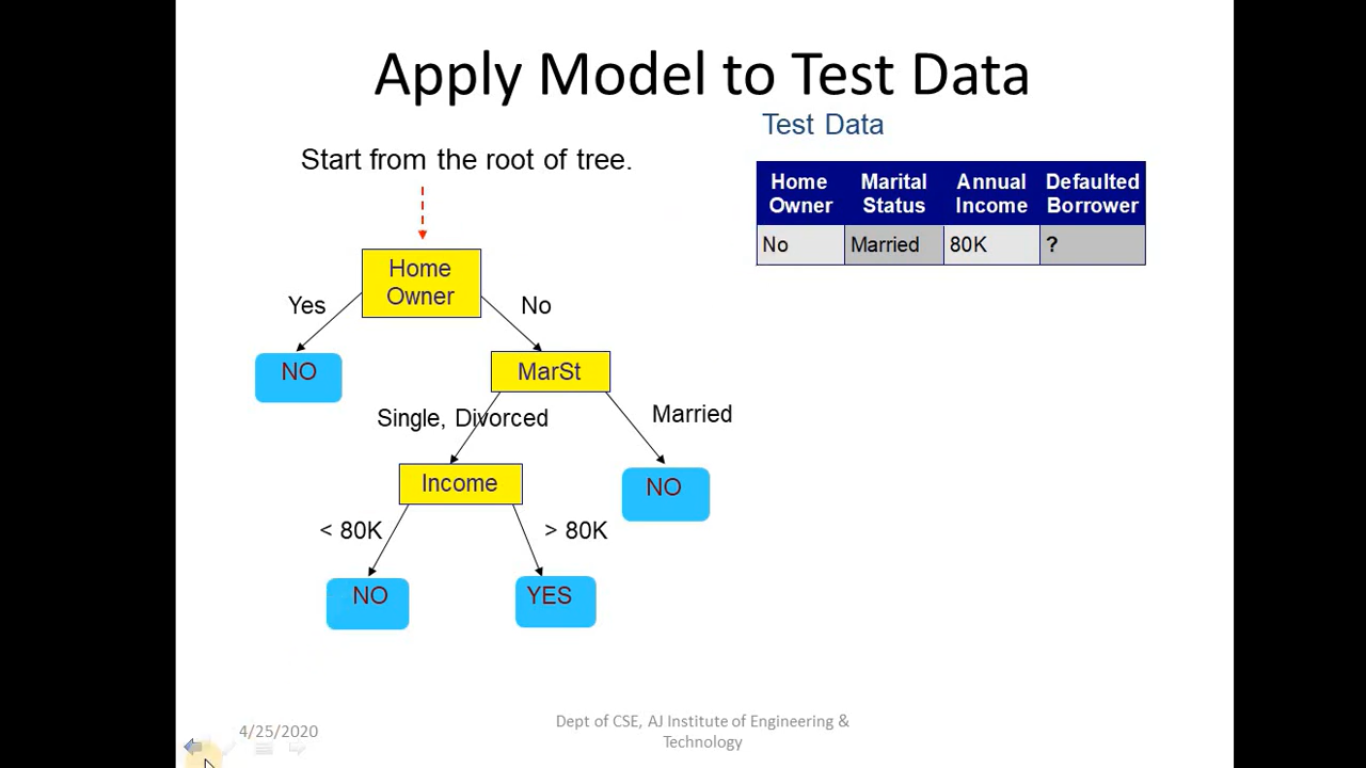 Apply Model to Test Data
Test Data
Start from the root of tree.
Home Owner
Marital Status
Annual Income
Defaulted Borrower
No
Married
80K
?
Home
Owner
Yes
No
NO
MarSt
Single, Divorced
Married
Income
NO
< 80K
> 80K
NO
YES
4/25/2020
Dept of CSE, AJ Institute of Engineering &
Technology